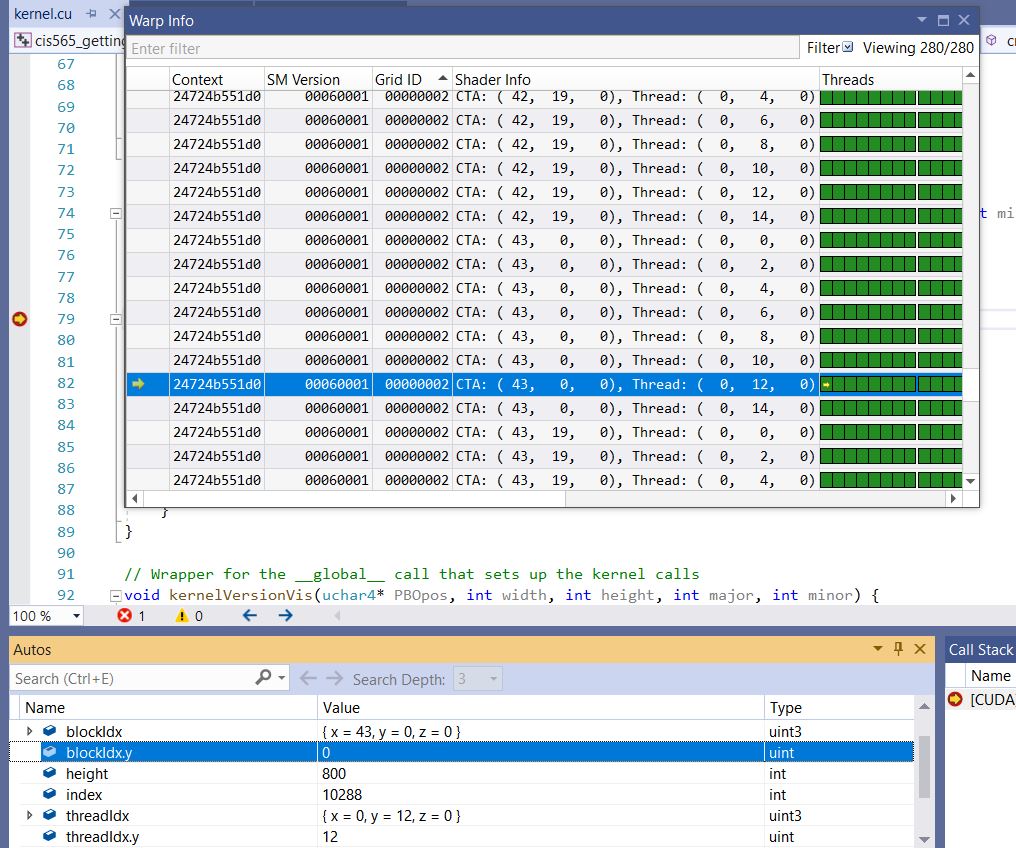 kernel.cu
Warp Info
cis565_getting
Enter filter
Filter Viewing 280/280
Context SM Version Grid ID Shader Info Threads
24724b551d0 00060001 00000002 CTA: ( 42, 19, 0), Thread: ( 0, 4, 0)
24724b551d0 00060001 00000002 CTA: ( 42, 19, 0), Thread: ( 0, 6, 0)
24724b551d0 00060001 00000002 CTA: ( 42, 19, 0), Thread: ( 0, 8, 0)
24724b551d0 00060001 00000002 CTA: ( 42, 19, 0), Thread: ( 0, 10, 0)
24724b551d0 00060001 00000002 CTA: ( 42, 19, 0), Thread: ( 0, 12, 0)
24724b551d0 00060001 00000002 CTA: ( 42, 19, 0), Thread: ( 0, 14, 0)
24724b551d0 00060001 00000002 CTA: ( 43, 0, 0), Thread: ( 0, 0, 0)
24724b551d0 00060001 00000002 CTA: ( 43, 0, 0), Thread: ( 0, 2, 0)
24724b551d0 00060001 00000002 CTA: ( 43, 0, 0), Thread: ( 0, 4, 0)
24724b551d0 00060001 00000002 CTA: ( 43, 0, 0), Thread: ( 0, 6, 0)
24724b551d0 00060001 00000002 CTA: ( 43, 0, 0), Thread: ( 0, 8, 0)
24724b551d0 00060001 00000002 CTA: ( 43, 0, 0), Thread: ( 0, 10, 0)
24724b551d0 00060001 00000002 CTA: ( 43, 0, 0), Thread: ( 0, 12, 0)
24724b551d0 00060001 00000002 CTA: ( 43, 0, 0), Thread: ( 0, 14, 0)
24724b551d0 00060001 00000002 CTA: ( 43, 19, 0), Thread: ( 0, 0, 0)
24724b551d0 00060001 00000002 CTA: ( 43, 19, 0), Thread: ( 0, 2, 0)
24724b551d0 00060001 00000002 CTA: ( 43, 19, 0), Thread: ( 0, 4, 0)
67
68
69
70
71
72
73
74 t mi
75
76
77
78
79
80
81
82
83
84
85
86
87
88 }
89 }
90
91 // Wrapper for the __global__ call that sets up the kernel calls
92 void kernelVersionVis(uchar4* PBOpos, int width, int height, int major, int minor) {
100 % 1 0
Autos
Search (Ctrl+E) Search Depth: 3
Name Value Type
blockIdx { x = 43, y = 0, z = 0 } uint3
blockIdx.y 0 uint
height 800 int
index 10288 int
threadIdx { x = 0, y = 12, z = 0 } uint3
threadIdx.y 12 uint
Call Stack
Name
[CUDA